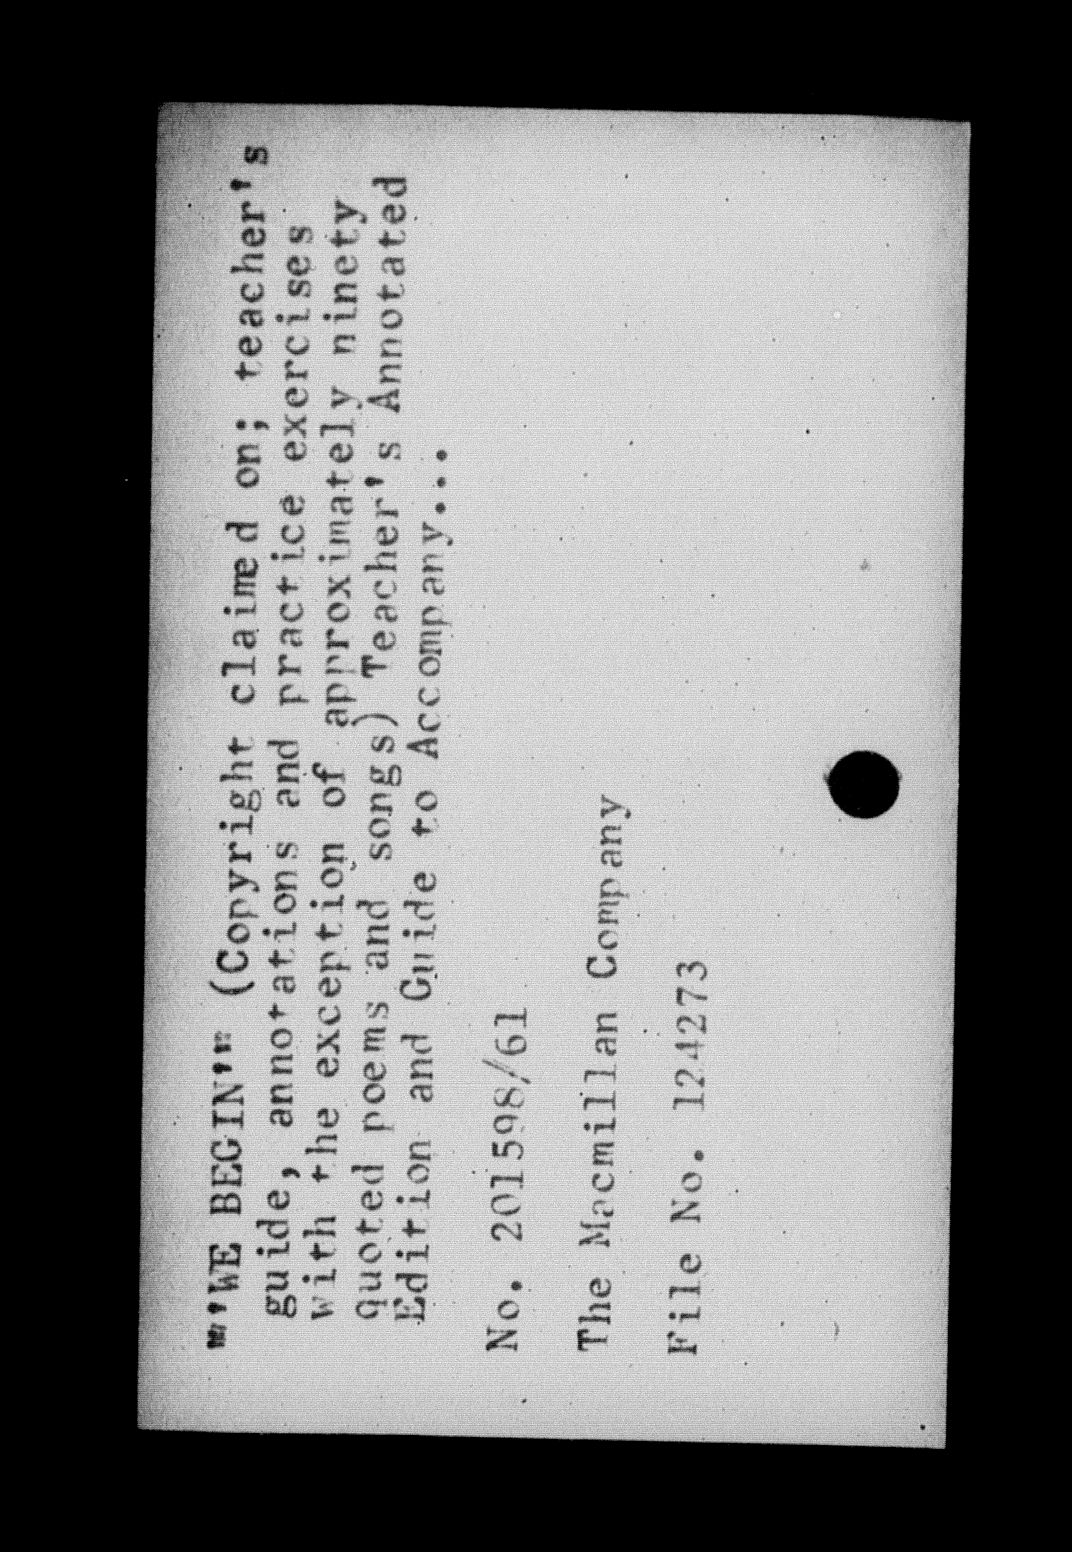 "'WE BEGIN'" (Copyright claimed on; teacher's
guide, annotations and practice exercises
with the exception of approximately ninety
quoted poems and songs) Teacher's Annotated
Edition and Guide to Accompany...
No. 201598/61
The Macmillan Company
File No. 124273